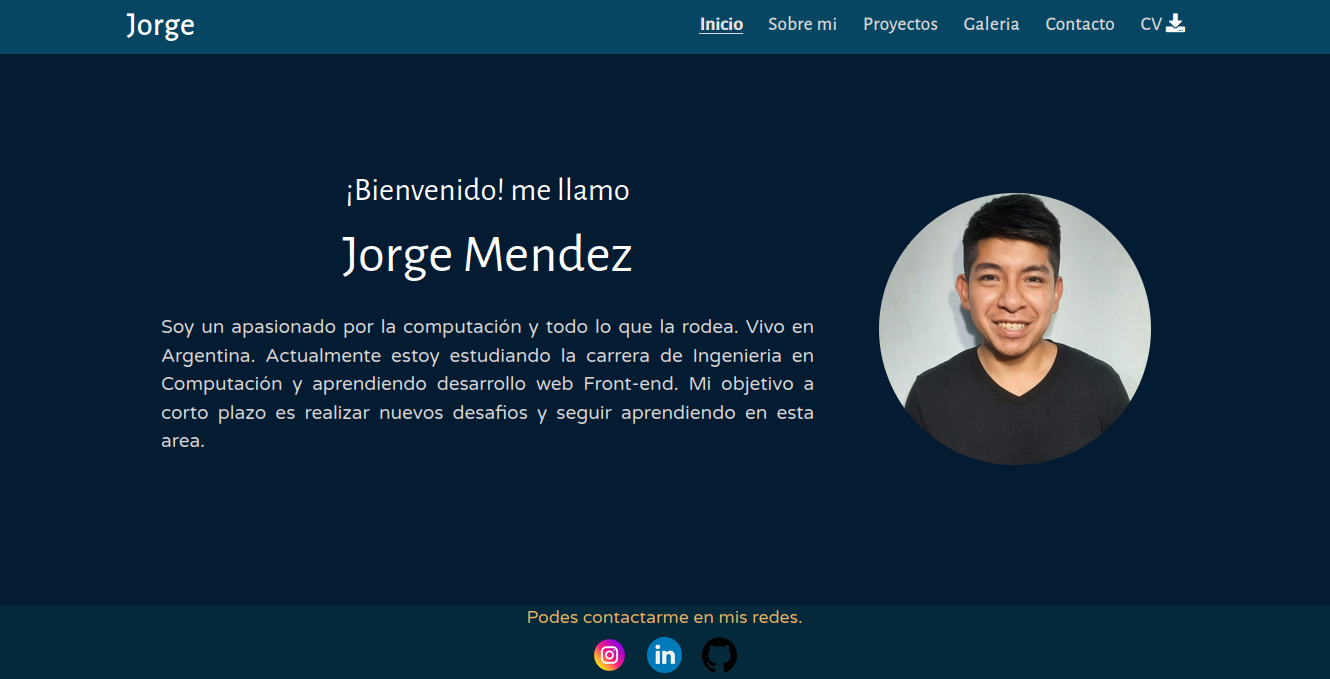 Jorge
Inicio Sobre mi Proyectos Galeria Contacto CV
¡Bienvenido! me llamo
Jorge Mendez
Soy un apasionado por la computación y todo lo que la rodea. Vivo en
Argentina. Actualmente estoy estudiando la carrera de Ingenieria en
Computación y aprendiendo desarrollo web Front-end. Mi objetivo a
corto plazo es realizar nuevos desafios y seguir aprendiendo en esta
area.
Podes contactarme en mis redes.
in